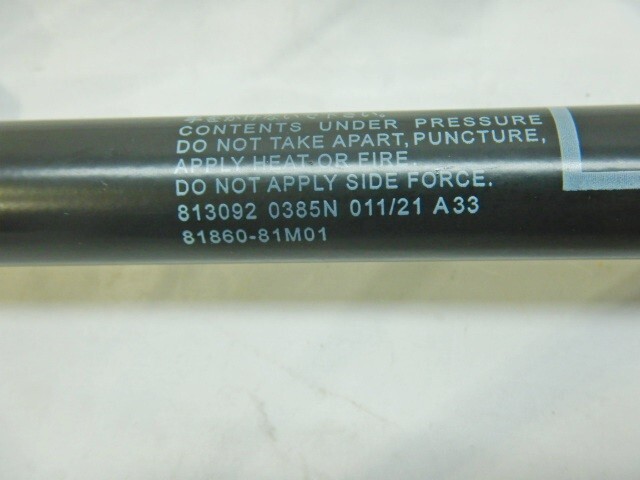 CONTENTS UNDER PRESSURE
DO NOT TAKE APART, PUNCTURE,
APPLY HEAT OR FIRE.
DO NOT APPLY SIDE FORCE.
813092 0385N 011/21 A33
81860-81M01